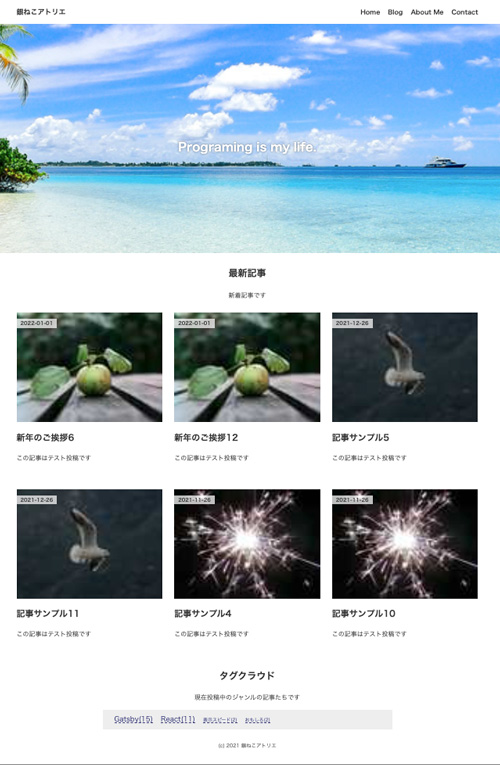 銀ねこアトリエ
Home Blog About Me Contact
Programing is my life.
最新記事
新着記事です
2022-01-01
2022-01-01
2021-12-26
新年のご挨拶6
新年のご挨拶12
記事サンプル5
この記事はテスト投稿です
この記事はテスト投稿です
この記事はテスト投稿です
2021-12-26
2021-11-26
2021-11-26
記事サンプル11
記事サンプル4
記事サンプル10
この記事はテスト投稿です
この記事はテスト投稿です
この記事はテスト投稿です
タグクラウド
現在投稿中のジャンルの記事たちです
Gatsby(15) React(11)
(c) 2021 銀ねこアトリエ